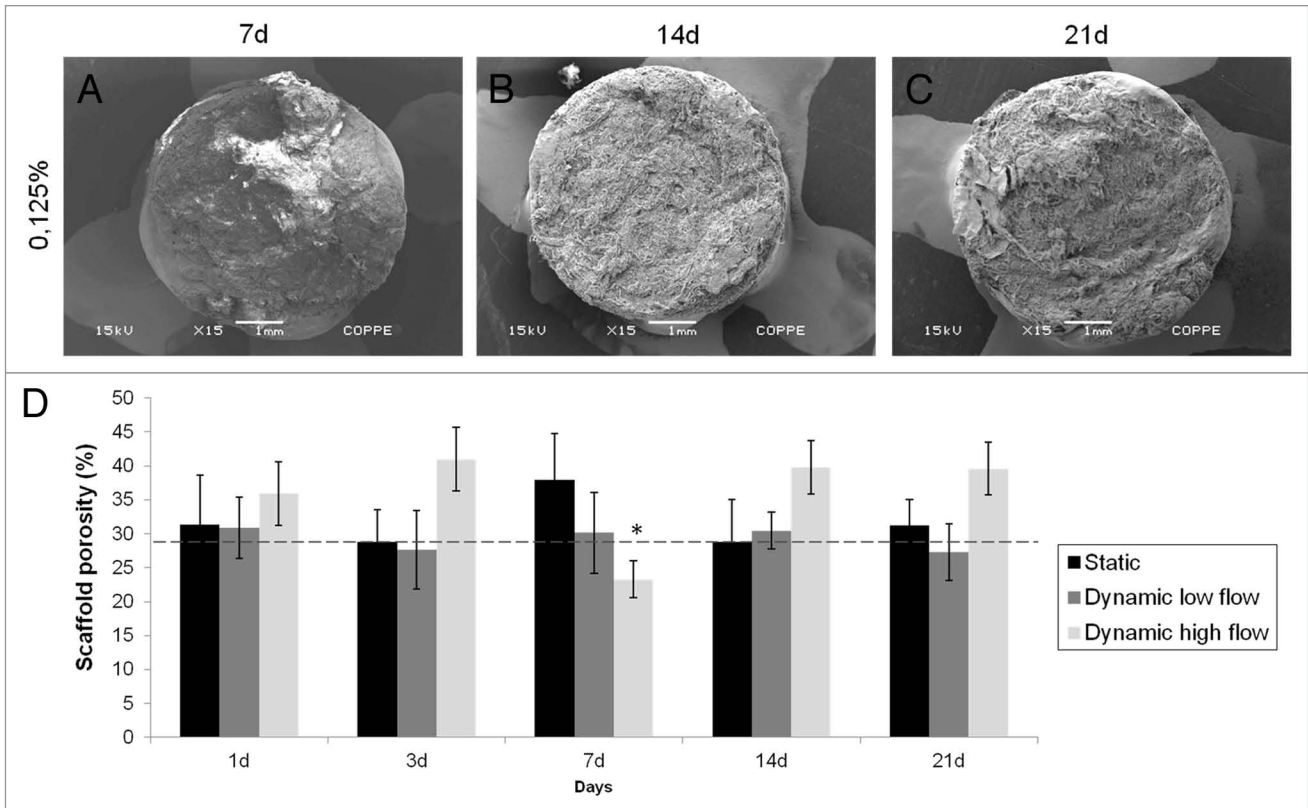 7d 14d 21d
0,125%
A B C
15kV X15 1mm COPPE 15kV X15 1mm COPPE 15kV X15 1mm COPPE
D
Scaffold porosity (%)
50
45
40
35
30
25
20
15
10
5
0
*
1d 3d 7d 14d 21d
Days
Static
Dynamic low flow
Dynamic high flow